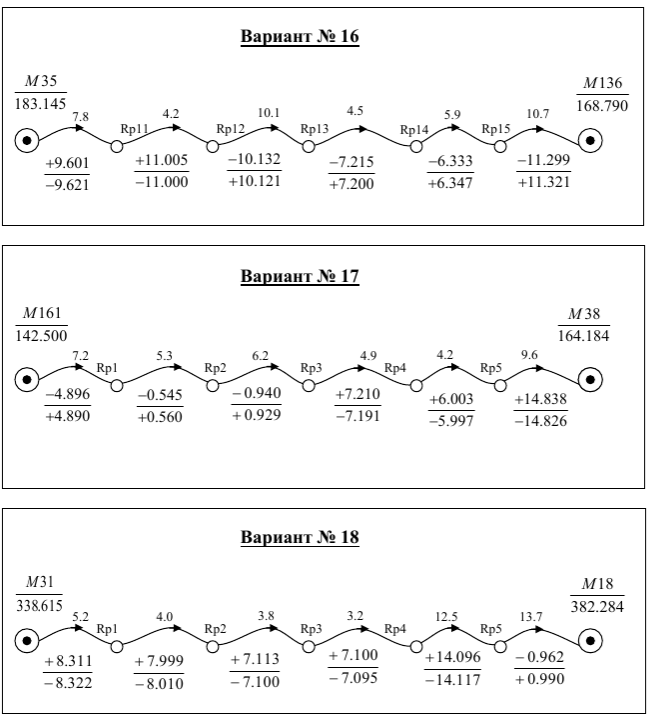 Вариант № 16
M35
183.145
M136
168.790
7.8 4.2 10.1 4.5 5.9 10.7
Rp11 Rp12 Rp13 Rp14 Rp15
+9.601 +11.005 −10.132 −7.215 −6.333 −11.299
−9.621 −11.000 +10.121 +7.200 +6.347 +11.321
Вариант № 17
M161
142.500
M38
164.184
7.2 5.3 6.2 4.9 4.2 9.6
Rp1 Rp2 Rp3 Rp4 Rp5
−4.896 −0.545 − 0.940 +7.210 +6.003 +14.838
+4.890 +0.560 + 0.929 −7.191 −5.997 −14.826
Вариант № 18
M31
338.615
M18
382.284
5.2 4.0 3.8 3.2 12.5 13.7
Rp1 Rp2 Rp3 Rp4 Rp5
+ 8.311 + 7.999 + 7.113 + 7.100 +14.096 − 0.962
− 8.322 − 8.010 − 7.100 − 7.095 −14.117 + 0.990